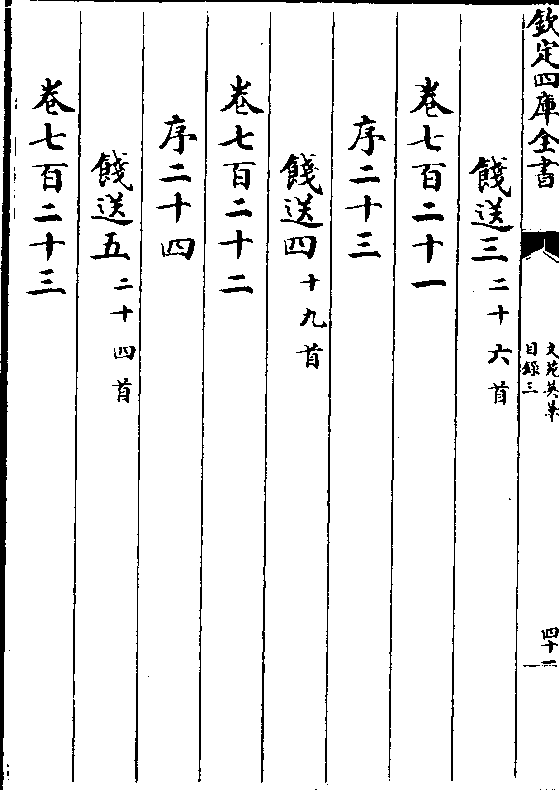 欽定四庫全書
文苑英華
目錄三
四十二
餞送三二十六首
卷七百二十一
序二十三
餞送四十九首
卷七百二十二
序二十四
餞送五二十四首
卷七百二十三